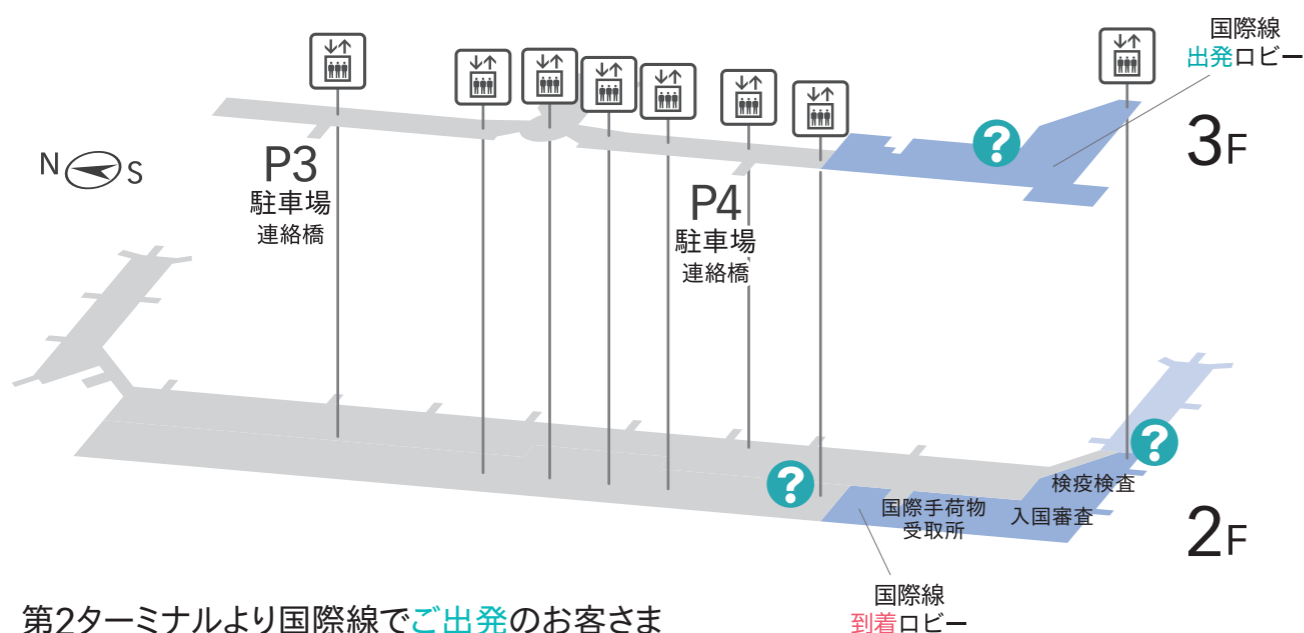 国際線
出発ロビー
3F
N S
P3
駐車場
連絡橋
P4
駐車場
連絡橋
?
?
?
検疫検査
国際手荷物
受取所
入国審査
2F
国際線
到着ロビー
第2ターミナルより国際線でご出発のお客さま